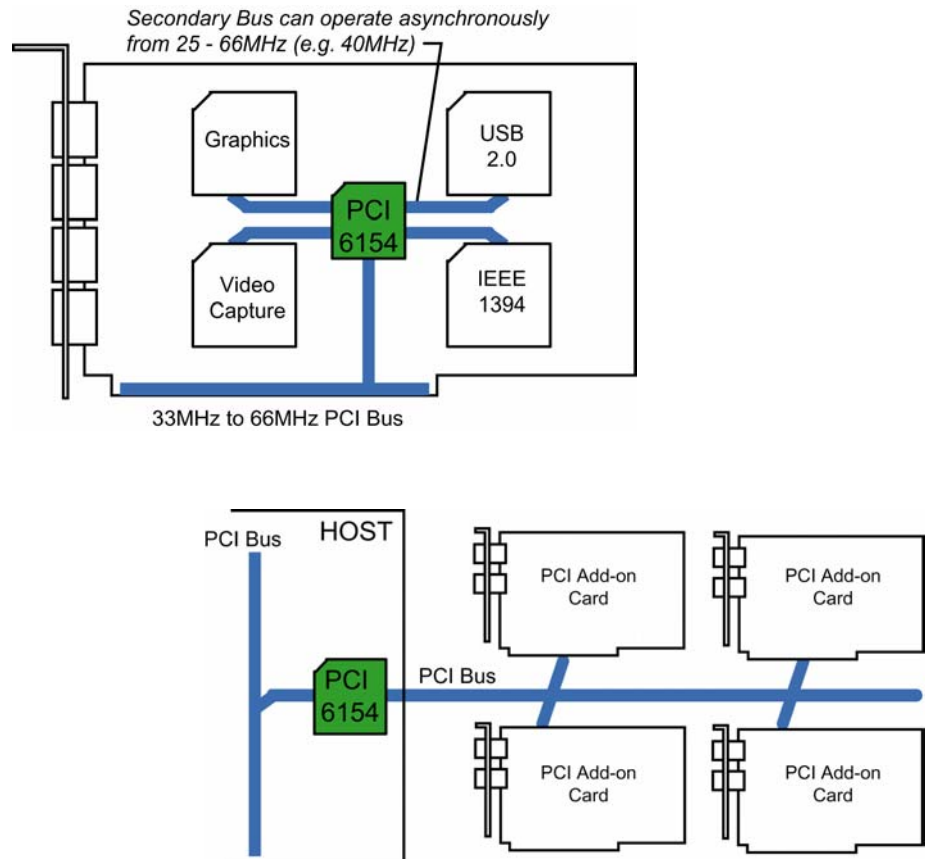 Secondary Bus can operate asynchronously
from 25 - 66MHz (e.g. 40MHz)
Graphics
USB
2.0
PCI
6154
Video
Capture
IEEE
1394
33MHz to 66MHz PCI Bus
PCI Bus
HOST
PCI Add-on
Card
PCI Add-on
Card
PCI
6154
PCI Bus
PCI Add-on
Card
PCI Add-on
Card